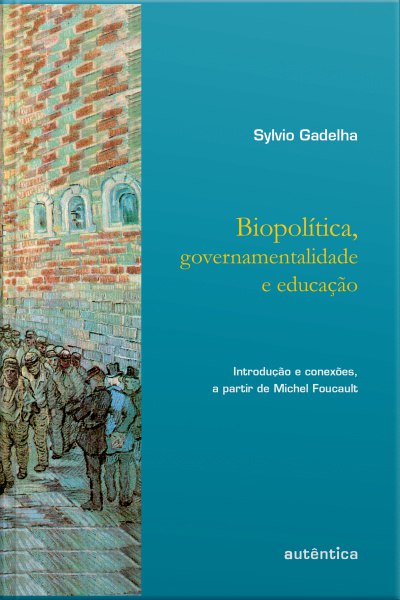 Sylvio Gadelha
Biopolítica,
governamentalidade
e educação
Introdução e conexões,
a partir de Michel Foucault
autêntica